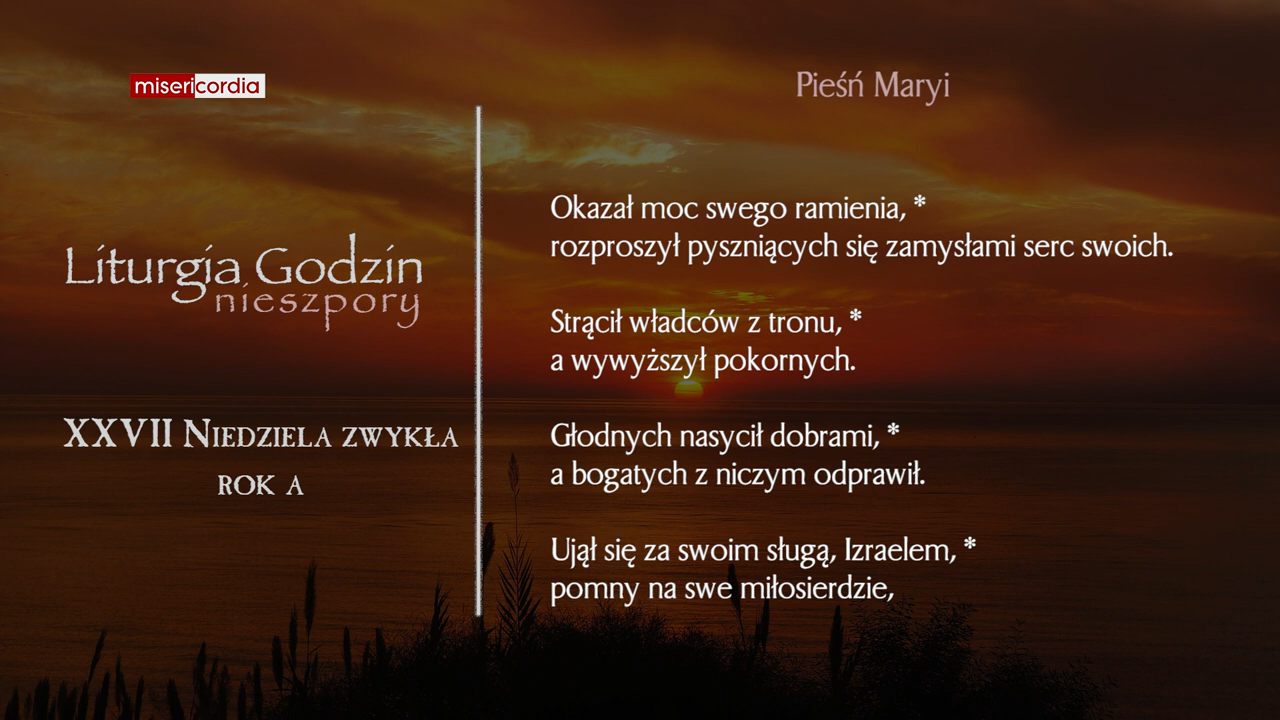 misericordia
Liturgia Godzin
nieszpory
XXVII Niedziela zwykła
rok A
Pieśń Maryi
Okazał moc swego ramienia, *
rozproszył pyszniących się zamysłami serc swoich.
Strącił władców z tronu, *
a wywyższył pokornych.
Głodnych nasycił dobrami, *
a bogatych z niczym odprawił.
Ujął się za swoim sługą, Izraelem, *
pomny na swe miłosierdzie,